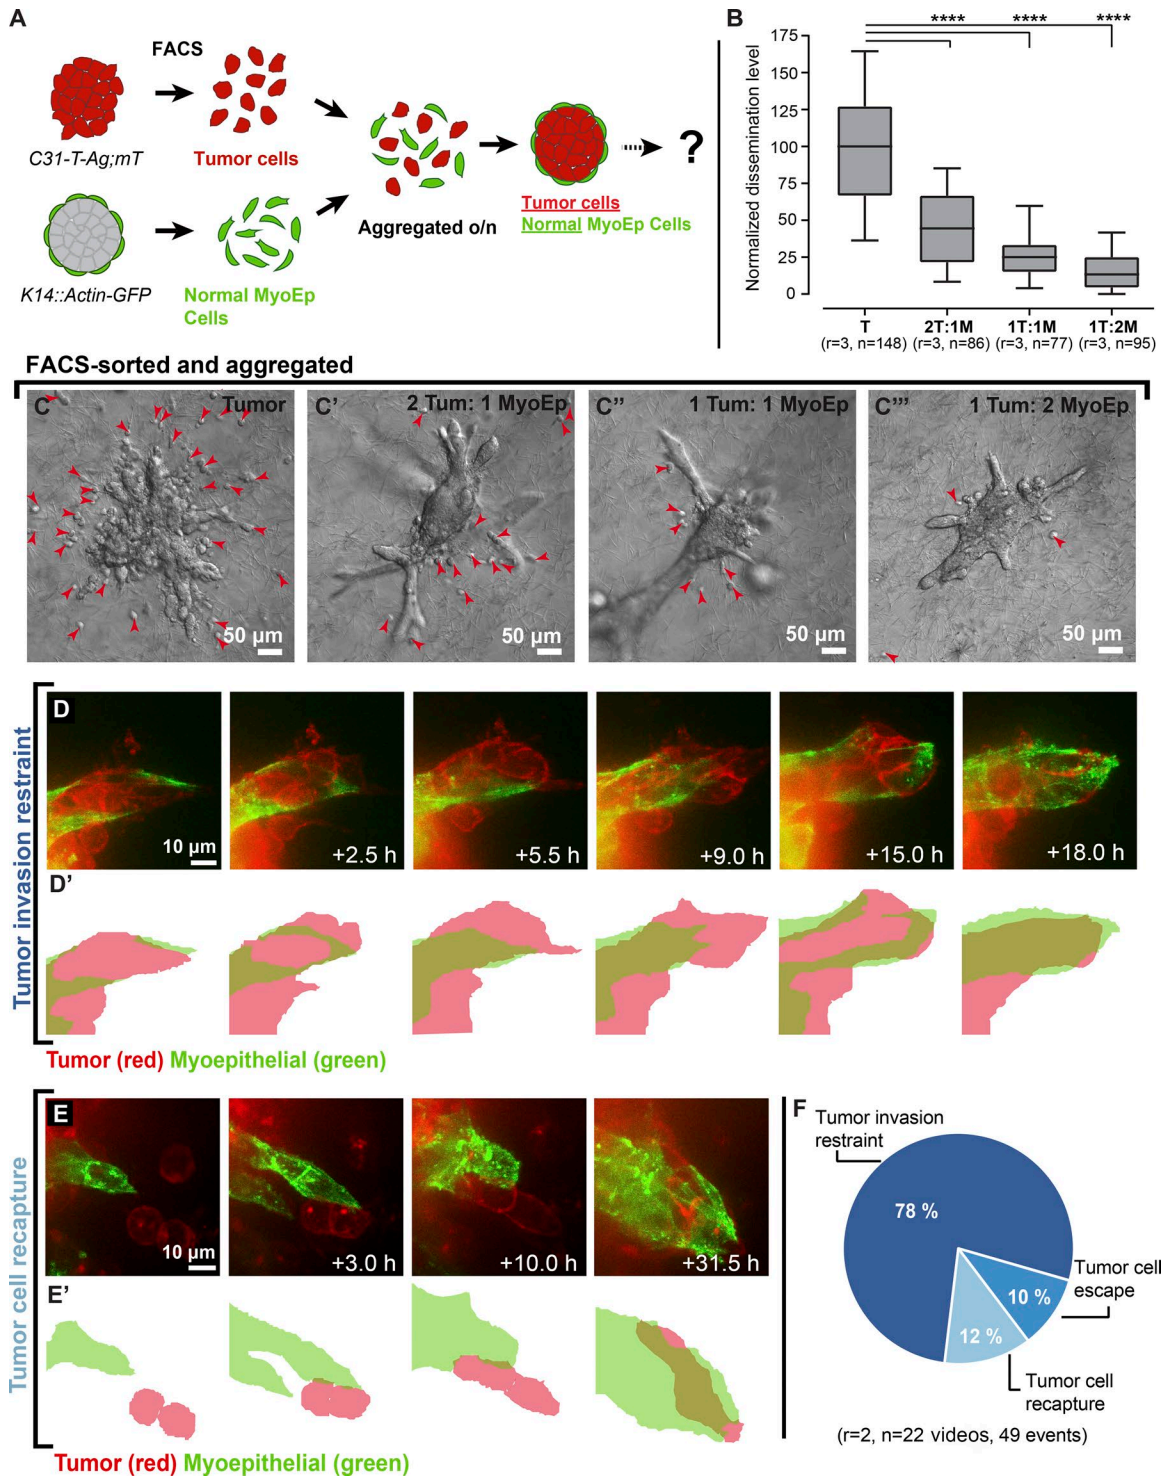 A
FACS
C31-T-Ag;mT
Tumor cells
K14::Actin-GFP
Normal MyoEp
Cells
Aggregated o/n
Tumor cells
Normal MyoEp Cells
?
B
Normalized dissemination level
175
150
125
100
75
50
25
0
**** **** ****
T 2T:1M 1T:1M 1T:2M
(r=3, n=148) (r=3, n=86) (r=3, n=77) (r=3, n=95)
FACS-sorted and aggregated
C Tumor
50 µm
C' 2 Tum: 1 MyoEp
50 µm
C'' 1 Tum: 1 MyoEp
50 µm
C''' 1 Tum: 2 MyoEp
50 µm
Tumor invasion restraint
D
10 µm
+2.5 h
+5.5 h
+9.0 h
+15.0 h
+18.0 h
D'
Tumor (red) Myoepithelial (green)
Tumor cell recapture
E
10 µm
+3.0 h
+10.0 h
+31.5 h
E'
Tumor (red) Myoepithelial (green)
F
Tumor invasion
restraint
78 %
Tumor cell
escape
10 %
12 %
Tumor cell
recapture
(r=2, n=22 videos, 49 events)